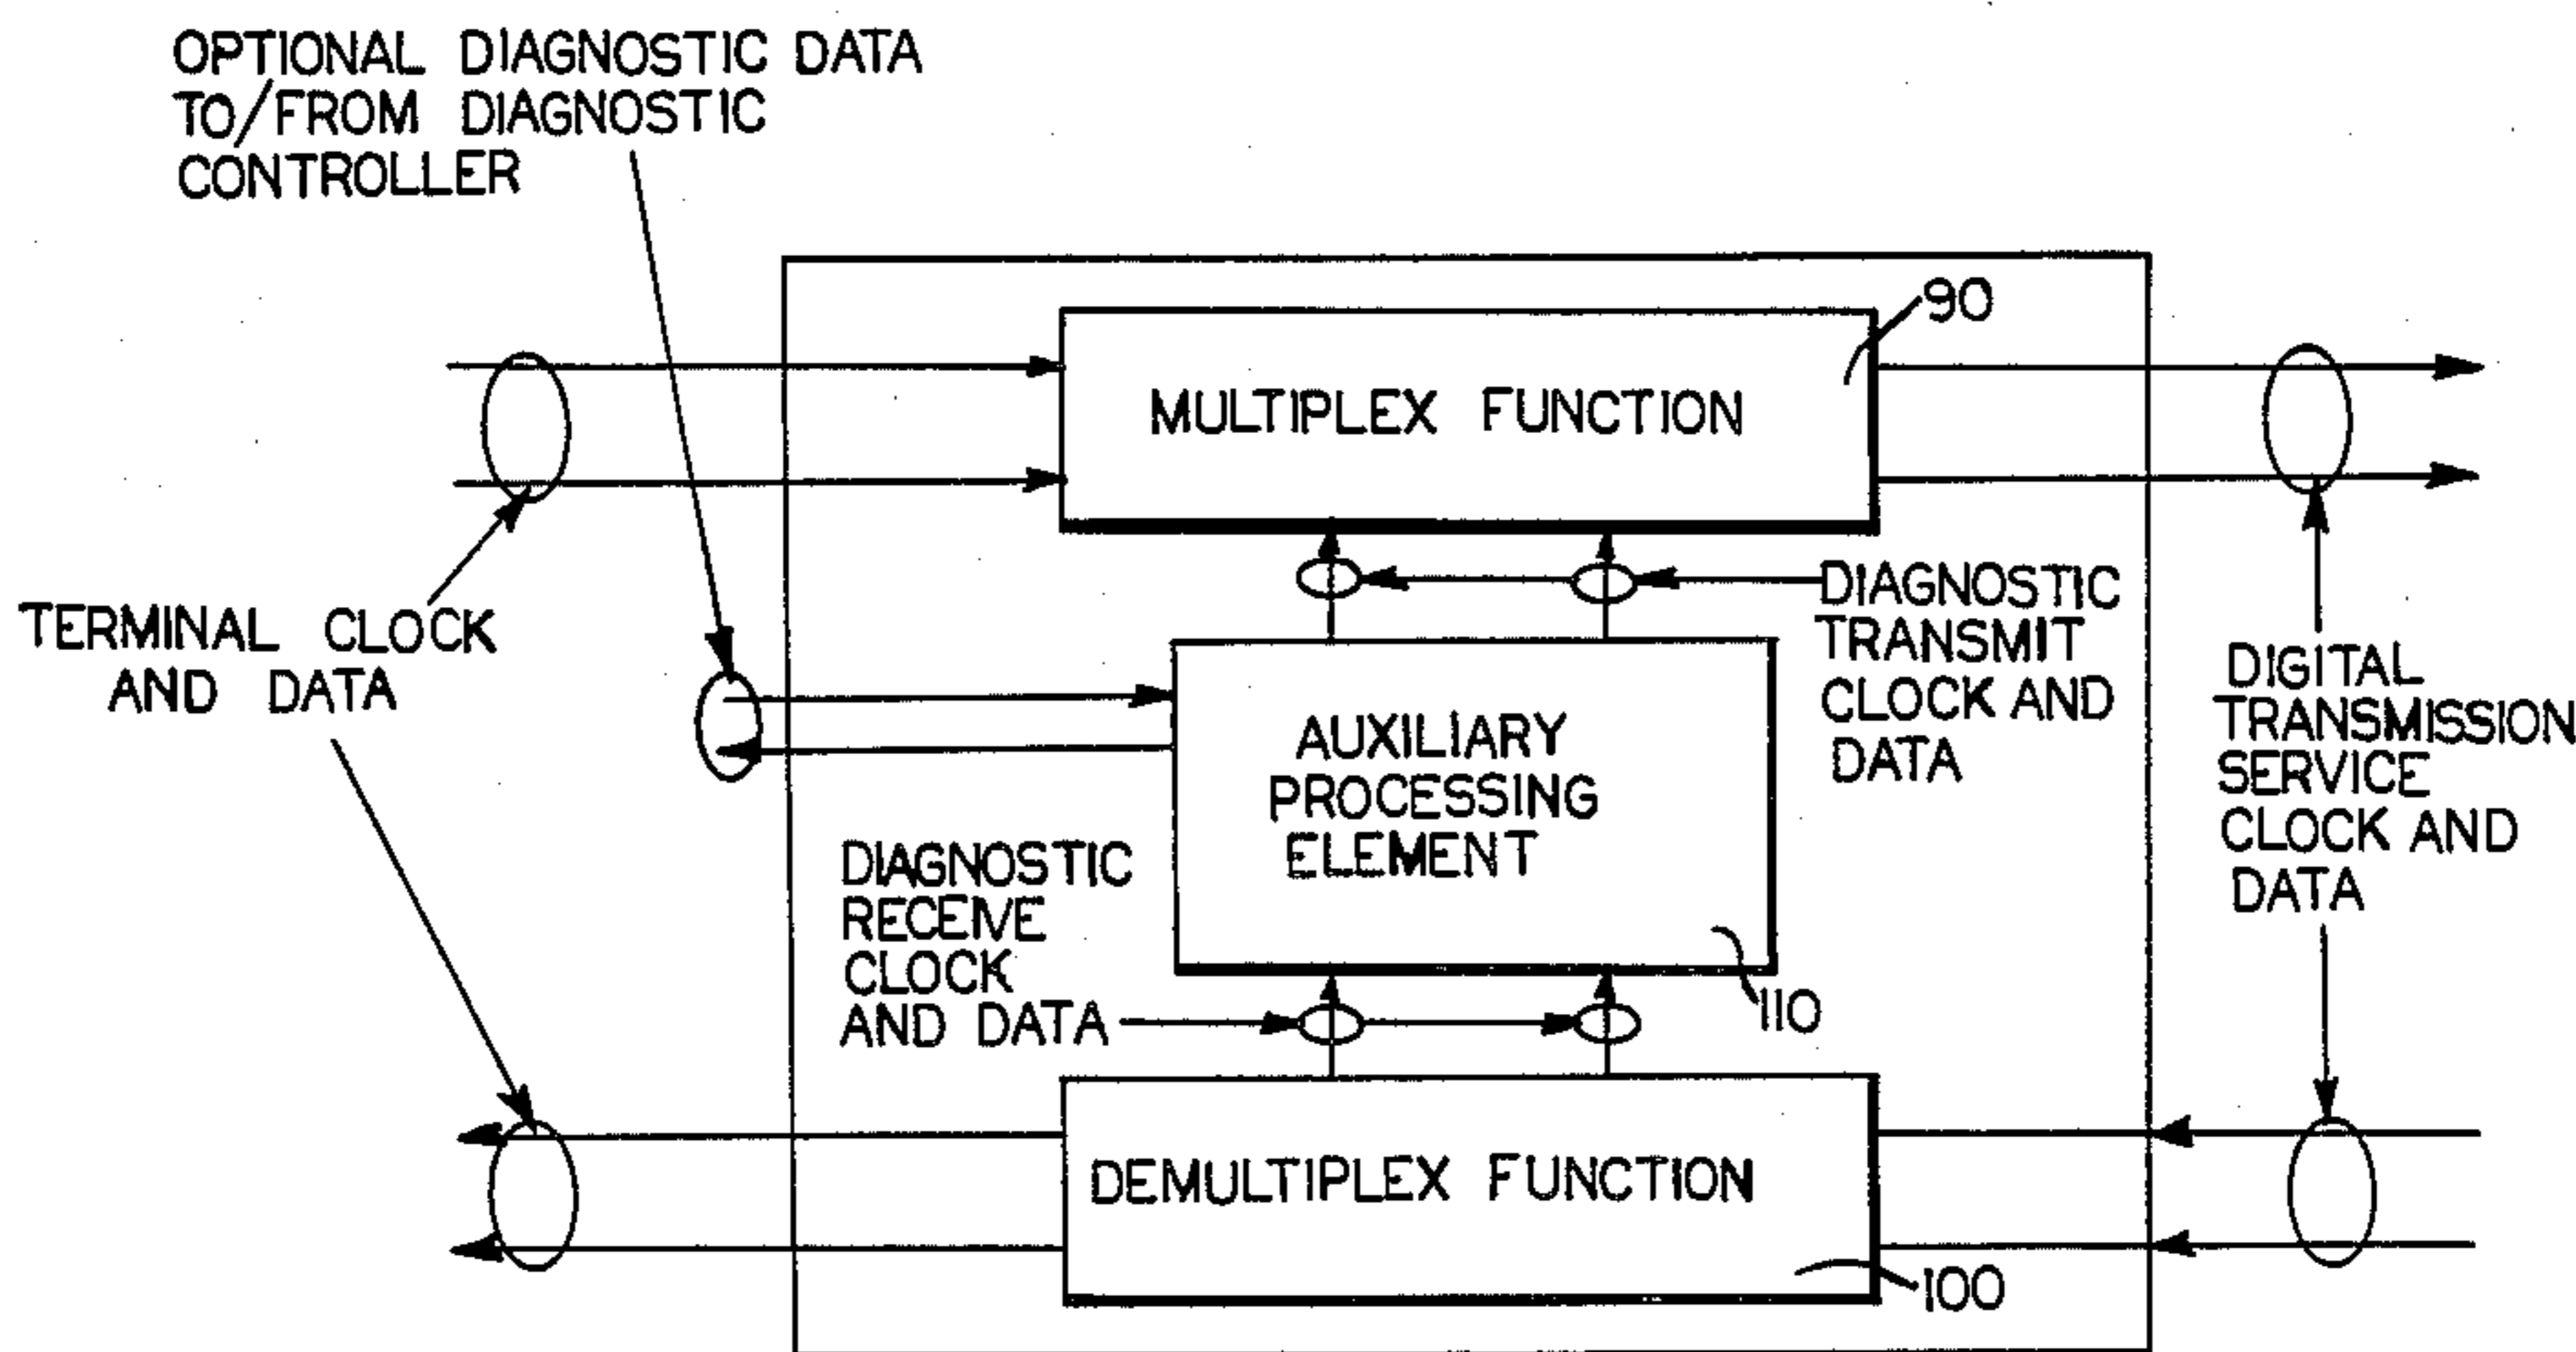 OPTIONAL DIAGNOSTIC DATA
TO/FROM DIAGNOSTIC
CONTROLLER
90
MULTIPLEX FUNCTION
TERMINAL CLOCK
AND DATA
DIAGNOSTIC
TRANSMIT
CLOCK AND
DATA
DIGITAL
TRANSMISSION
SERVICE
CLOCK AND
DATA
AUXILIARY
PROCESSING
ELEMENT
110
DIAGNOSTIC
RECEIVE
CLOCK
AND DATA
DEMULTIPLEX FUNCTION
100